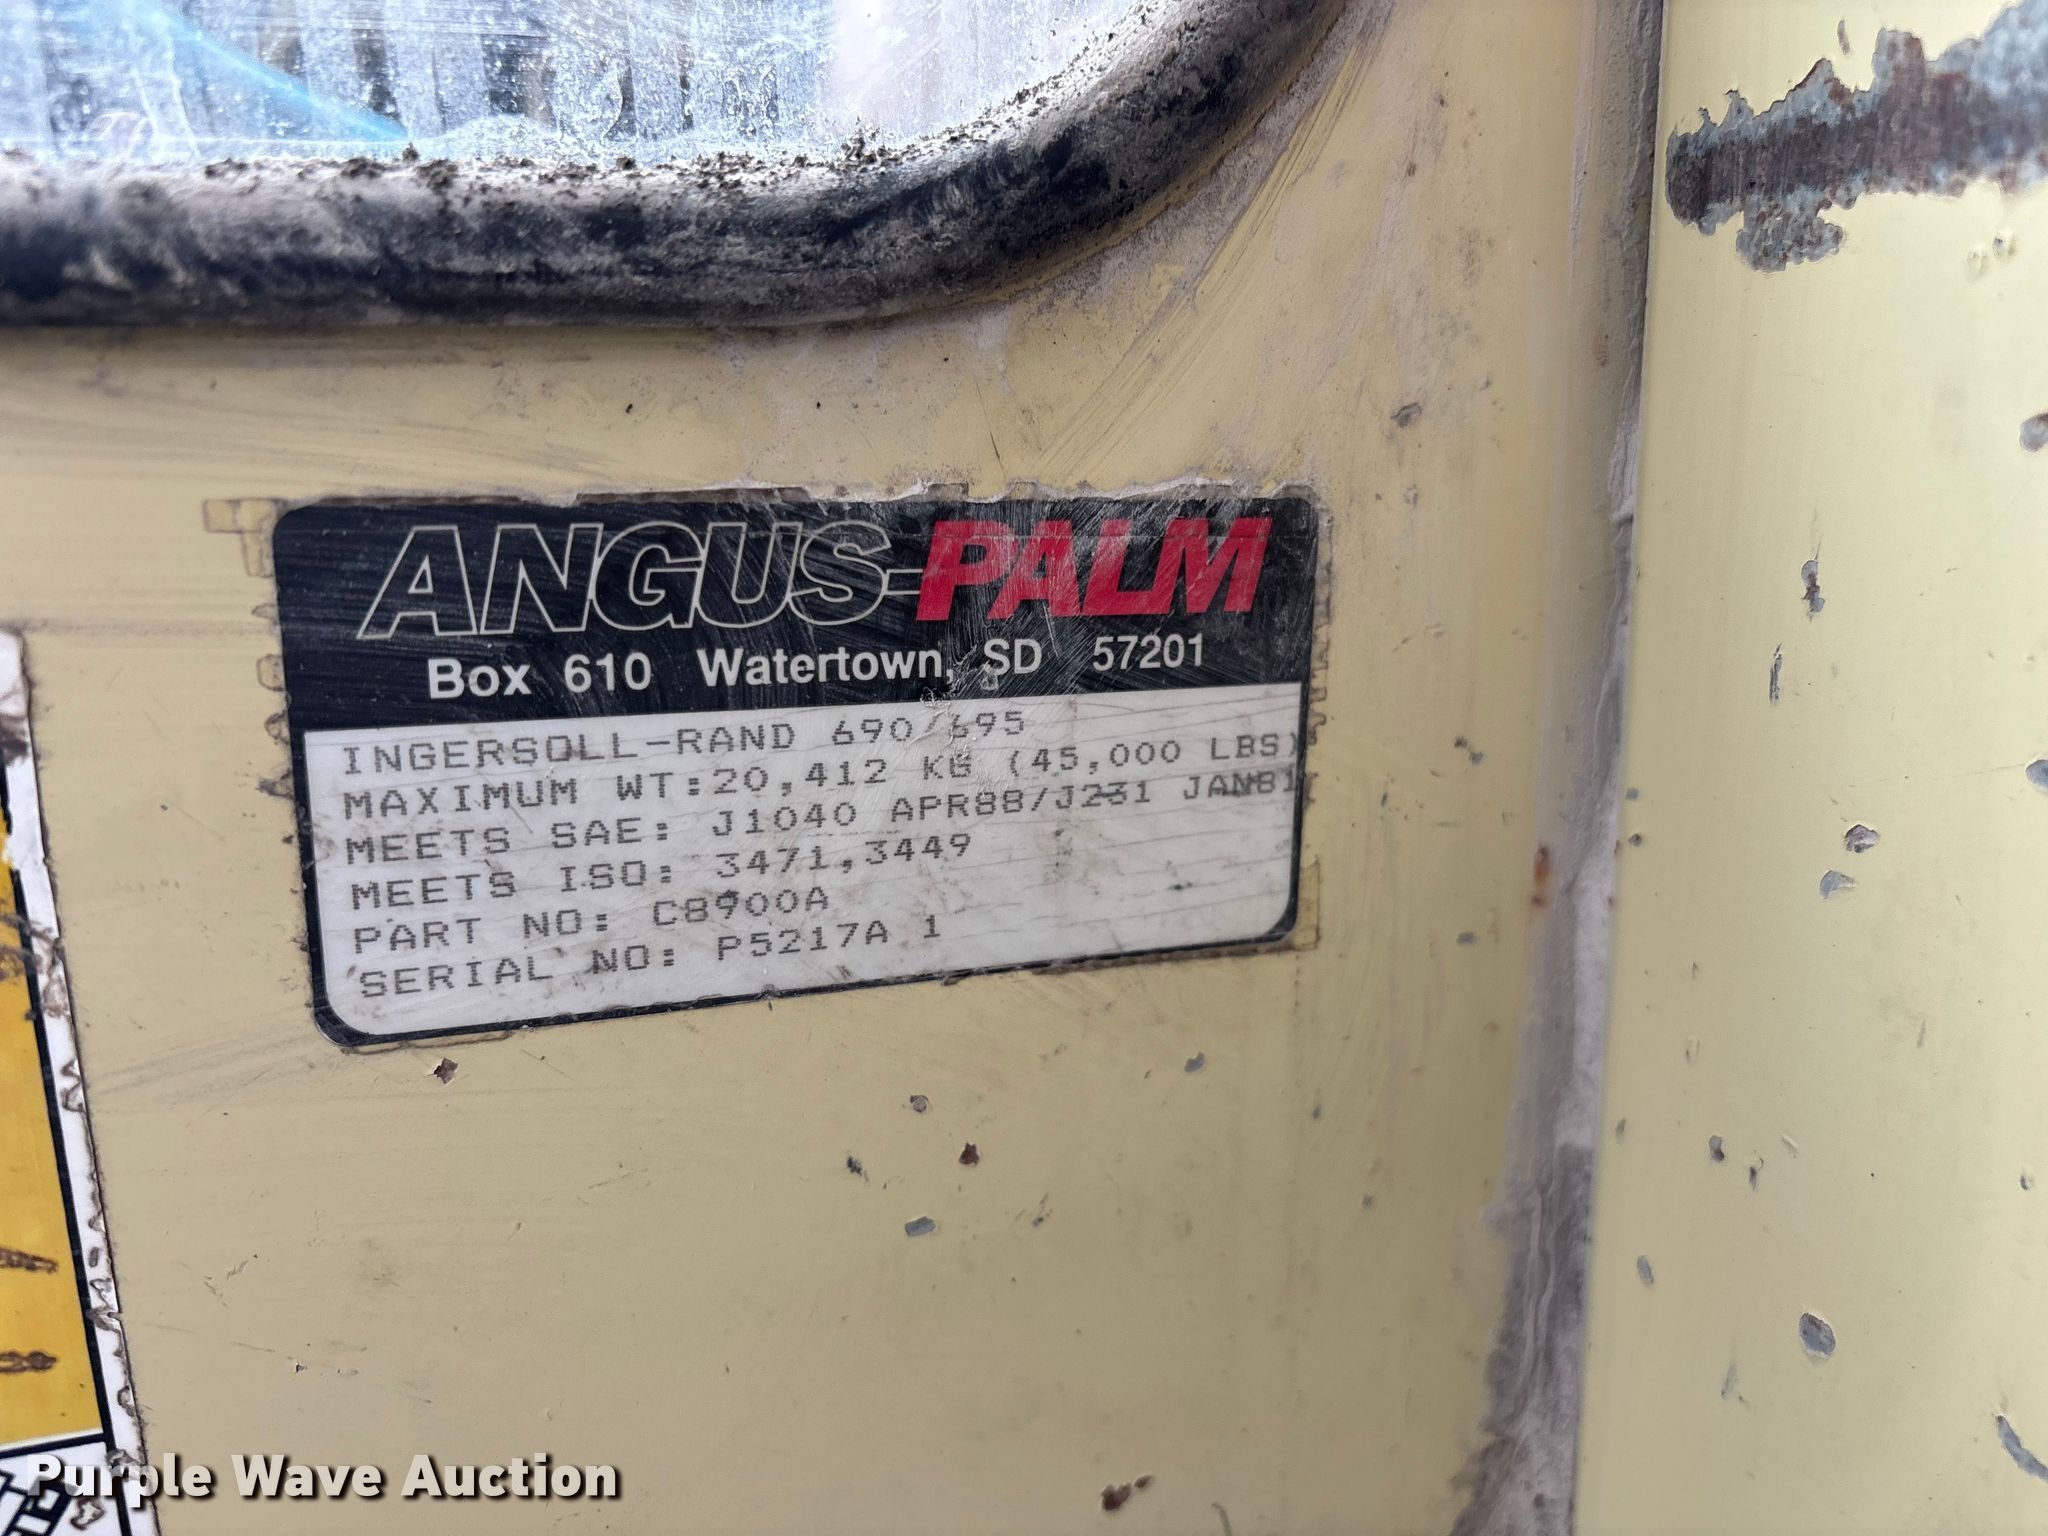 ANGUS-PALM
Box 610 Watertown, SD 57201
INGERSOLL-RAND 690/695
MAXIMUM WT:20,412 KG (45,000 LBS)
MEETS SAE: J1040 APR88/J231 JAN81
MEETS ISO: 3471,3449
PART NO: C8900A
SERIAL NO: P5217A 1
Purple Wave Auction